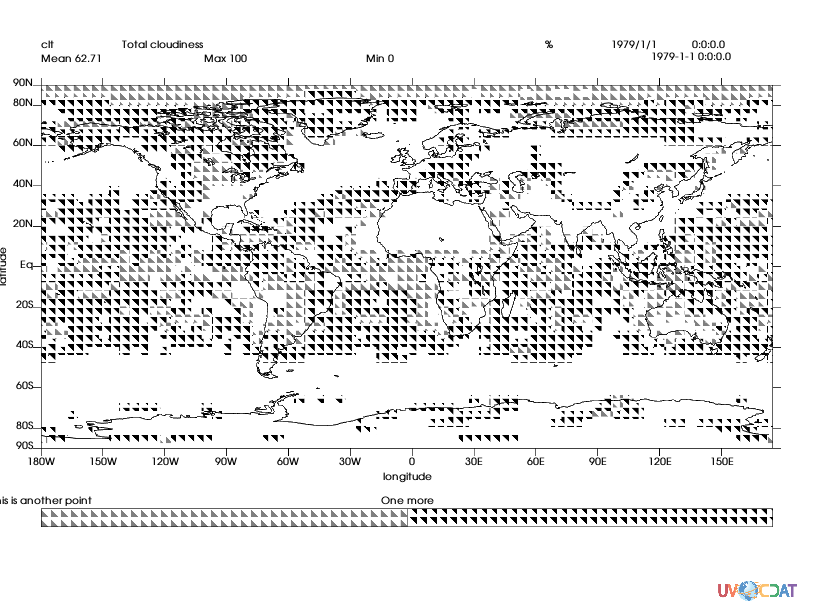 clt Total cloudiness % 1979/1/1 0:0:0.0
Mean 62.71 Max 100 Min 0 1979-1-1 0:0:0.0
90N
80N
60N
40N
20N
Eq
20S
40S
60S
80S
90S
latitude
180W 150W 120W 90W 60W 30W 0 30E 60E 90E 120E 150E
longitude
is is another point One more
UV CDAT